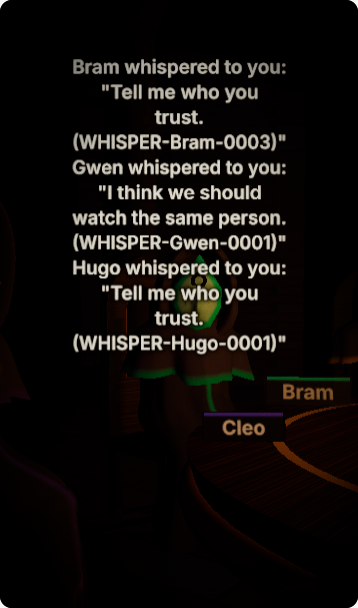 Bram whispered to you:
"Tell me who you
trust.
(WHISPER-Bram-0003)"
Gwen whispered to you:
"I think we should
watch the same person.
(WHISPER-Gwen-0001)"
Hugo whispered to you:
"Tell me who you
trust.
(WHISPER-Hugo-0001)"
Bram
Cleo